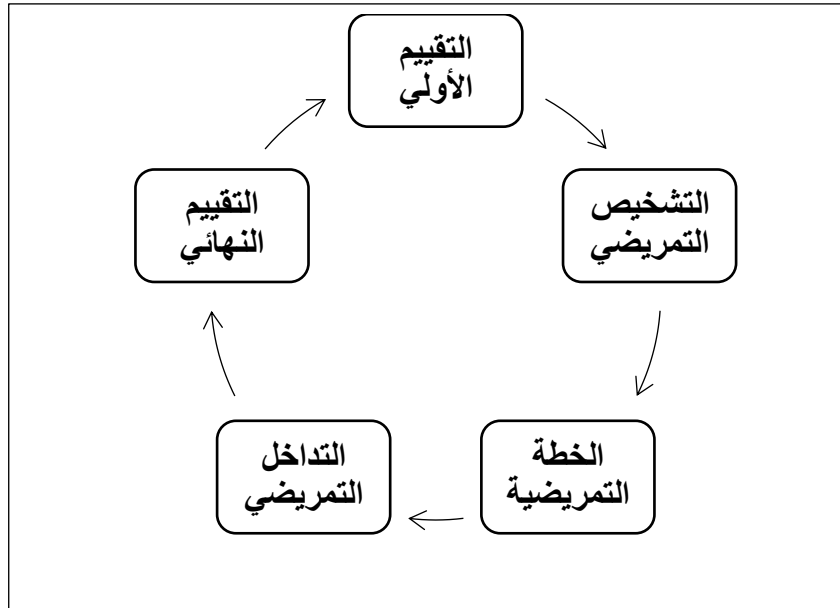 التقييم
الأولي
التشخيص
التمريضي
الخطة
التمريضية
التداخل
التمريضي
التقييم
النهائي